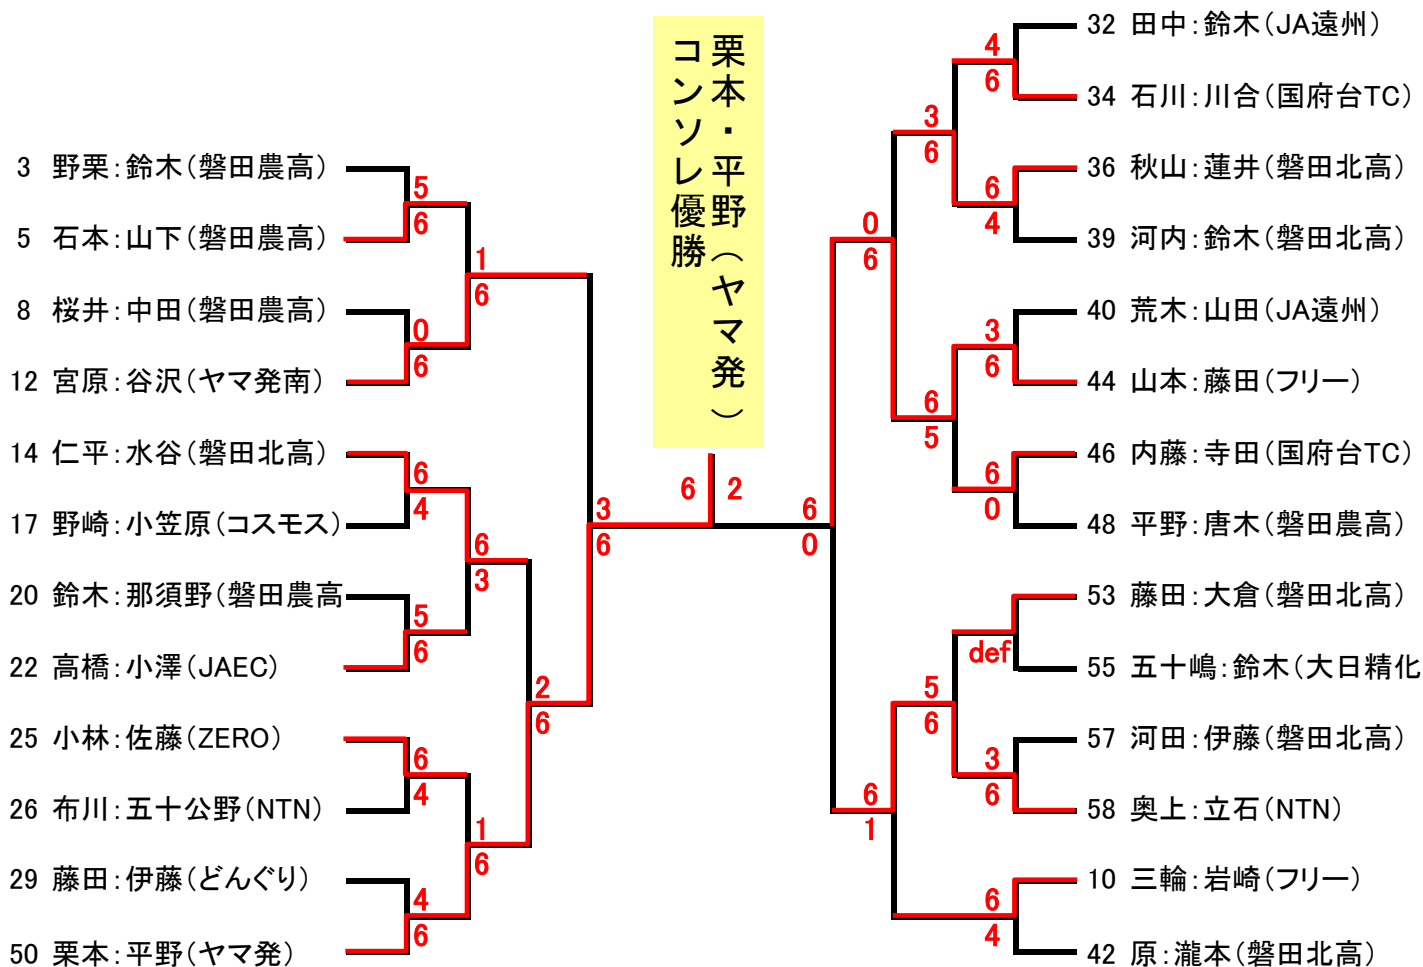 栗本・平野（ヤマ発）
コンソレ優勝
3 野栗：鈴木（磐田農高）
5 石本：山下（磐田農高）
8 桜井：中田（磐田農高）
12 宮原：谷沢（ヤマ発南）
14 仁平：水谷（磐田北高）
17 野崎：小笠原（コスモス）
20 鈴木：那須野（磐田農高
22 高橋：小澤（JAEC）
25 小林：佐藤（ZERO）
26 布川：五十公野（NTN）
29 藤田：伊藤（どんぐり）
50 栗本：平野（ヤマ発）
5
6
0
6
6
4
5
6
6
4
4
6
1
6
6
3
1
6
2
6
3
6
6 2
6
0
0
6
6
1
3
6
6
5
5
6
4
6
6
4
3
6
6
0
def
3
6
6
4
32 田中：鈴木（JA遠州）
34 石川：川合（国府台TC）
36 秋山：蓮井（磐田北高）
39 河内：鈴木（磐田北高）
40 荒木：山田（JA遠州）
44 山本：藤田（フリー）
46 内藤：寺田（国府台TC）
48 平野：唐木（磐田農高）
53 藤田：大倉（磐田北高）
55 五十嶋：鈴木（大日精化
57 河田：伊藤（磐田北高）
58 奥上：立石（NTN）
10 三輪：岩崎（フリー）
42 原：瀧本（磐田北高）